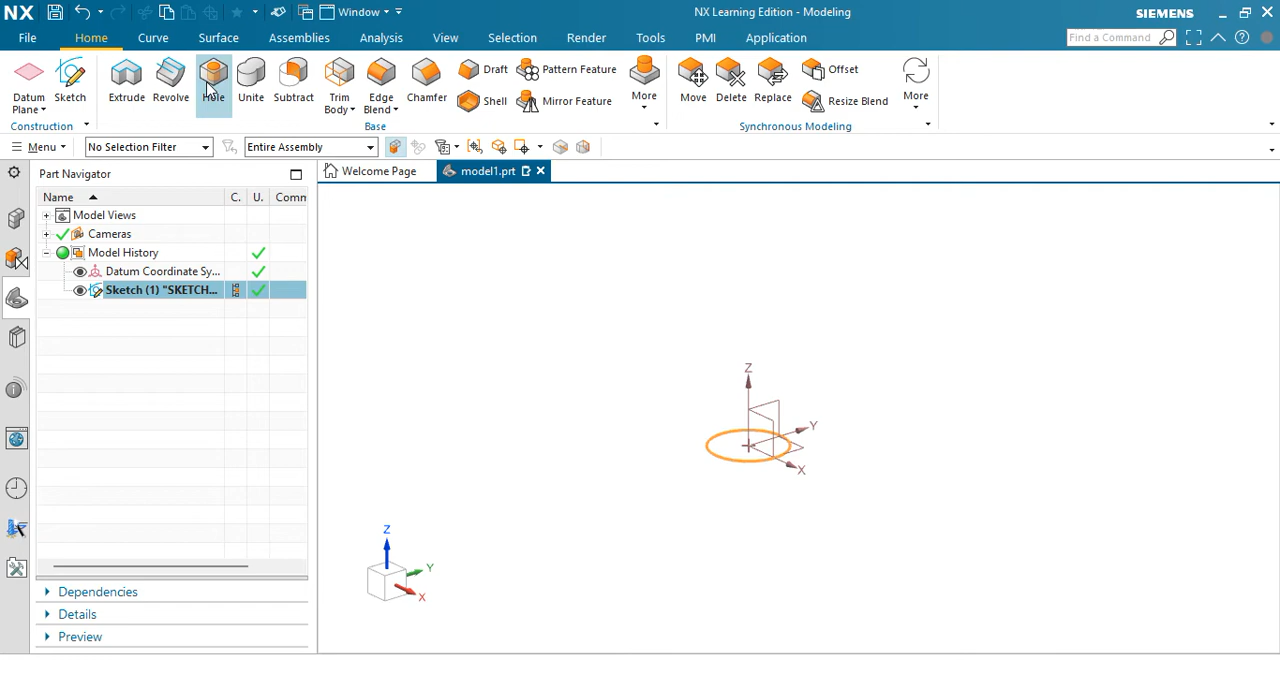 NX Window NX Learning Edition - Modeling SIEMENS
File Home Curve Surface Assemblies Analysis View Selection Render Tools PMI Application Find a Command
Datum Plane Sketch Extrude Revolve Hole Unite Subtract Trim Body Edge Blend Chamfer Draft Pattern Feature More Move Delete Replace Offset More
Shell Mirror Feature Resize Blend
Construction Base Synchronous Modeling
Menu No Selection Filter Entire Assembly
Part Navigator Welcome Page model1.prt
Name C. U. Comm
Model Views
Cameras
Model History
Datum Coordinate Sy...
Sketch (1) "SKETCH...
Z
Y
X
Z
Y
X
Dependencies
Details
Preview